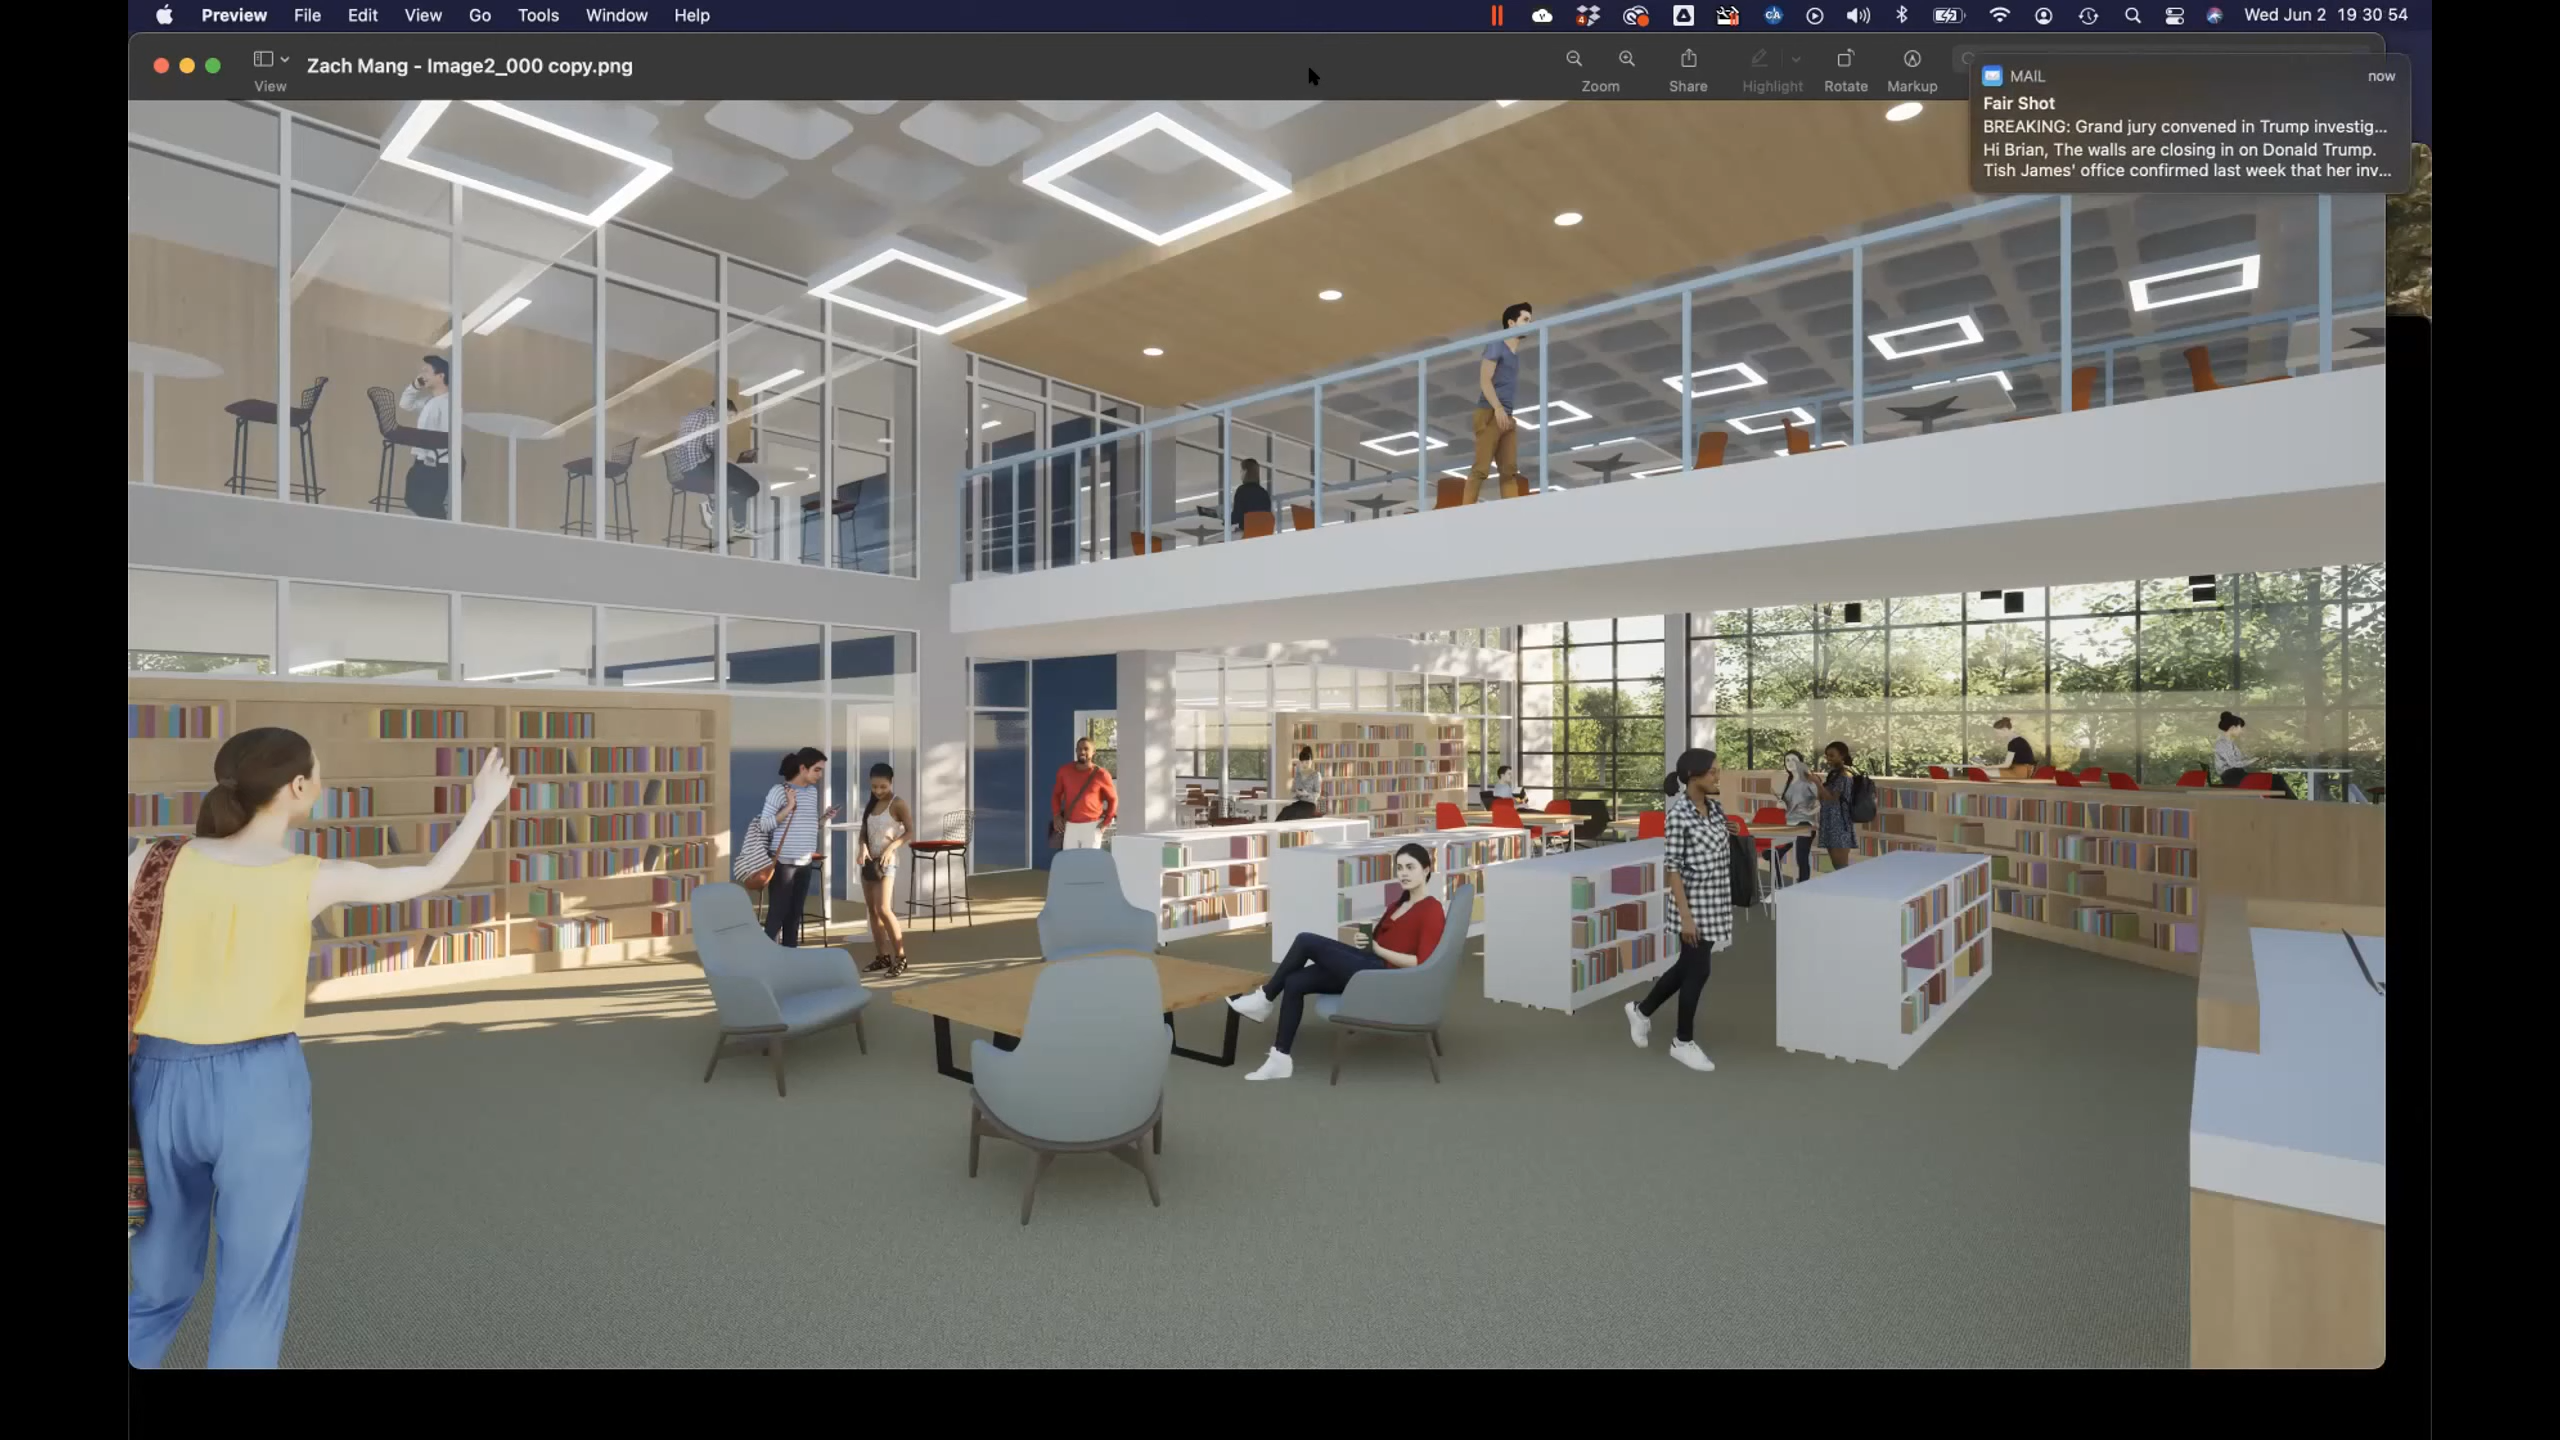 Preview File Edit View Go Tools Window Help
Wed Jun 2 19 30 54
View
Zach Mang - Image2_000 copy.png
Zoom Share Highlight Rotate Markup
MAIL now
Fair Shot
BREAKING: Grand jury convened in Trump investig...
Hi Brian, The walls are closing in on Donald Trump.
Tish James' office confirmed last week that her inv...